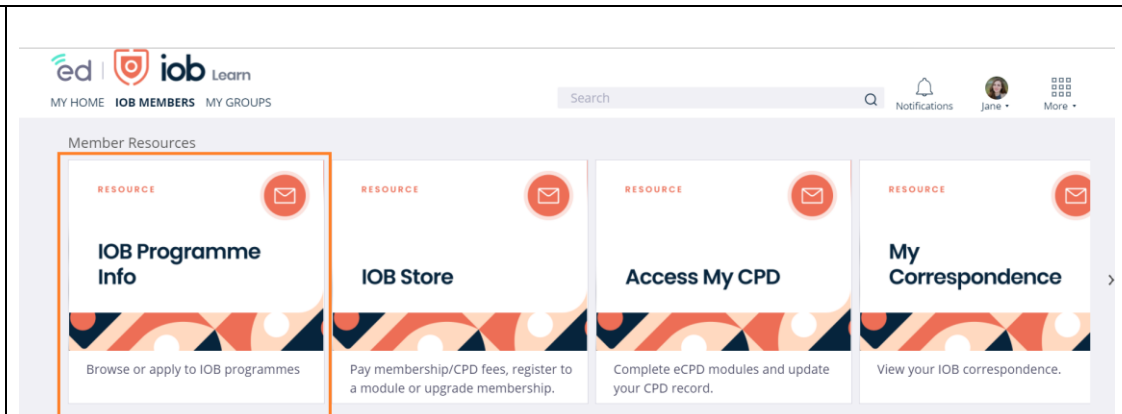 ed iob Learn
MY HOME IOB MEMBERS MY GROUPS
Search
Notifications
Jane
More
Member Resources
RESOURCE
IOB Programme
Info
Browse or apply to IOB programmes
RESOURCE
IOB Store
Pay membership/CPD fees, register to
a module or upgrade membership.
RESOURCE
Access My CPD
Complete eCPD modules and update
your CPD record.
RESOURCE
My
Correspondence
View your IOB correspondence.